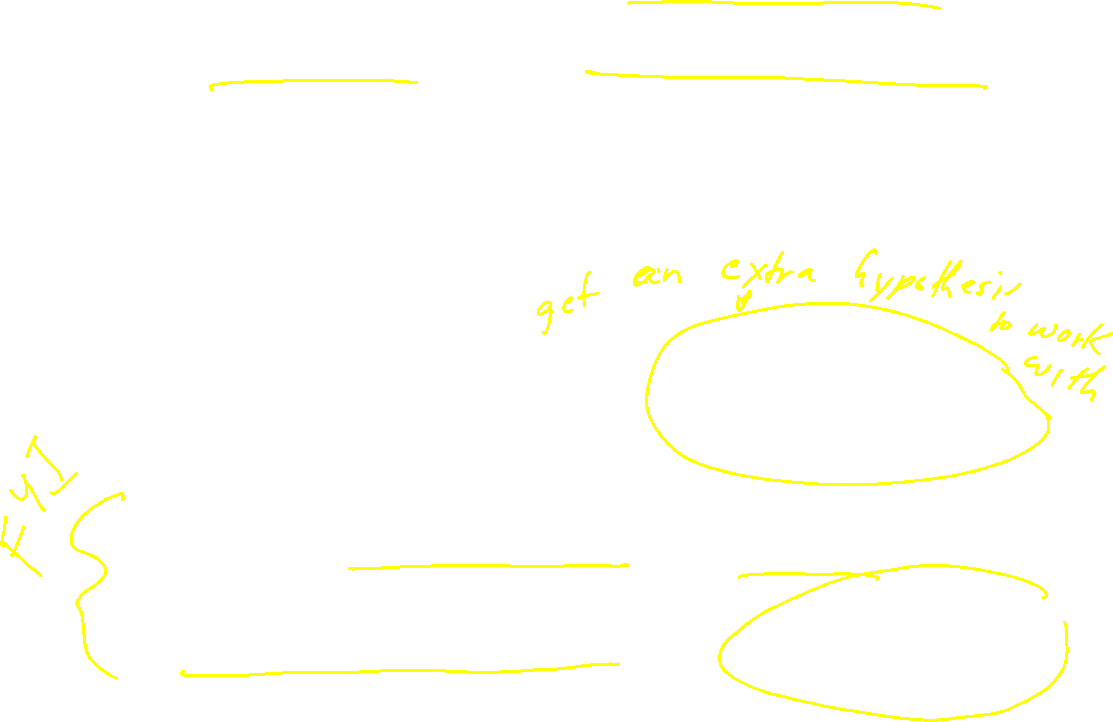 get an extra hypothesis
to work
with
FYI